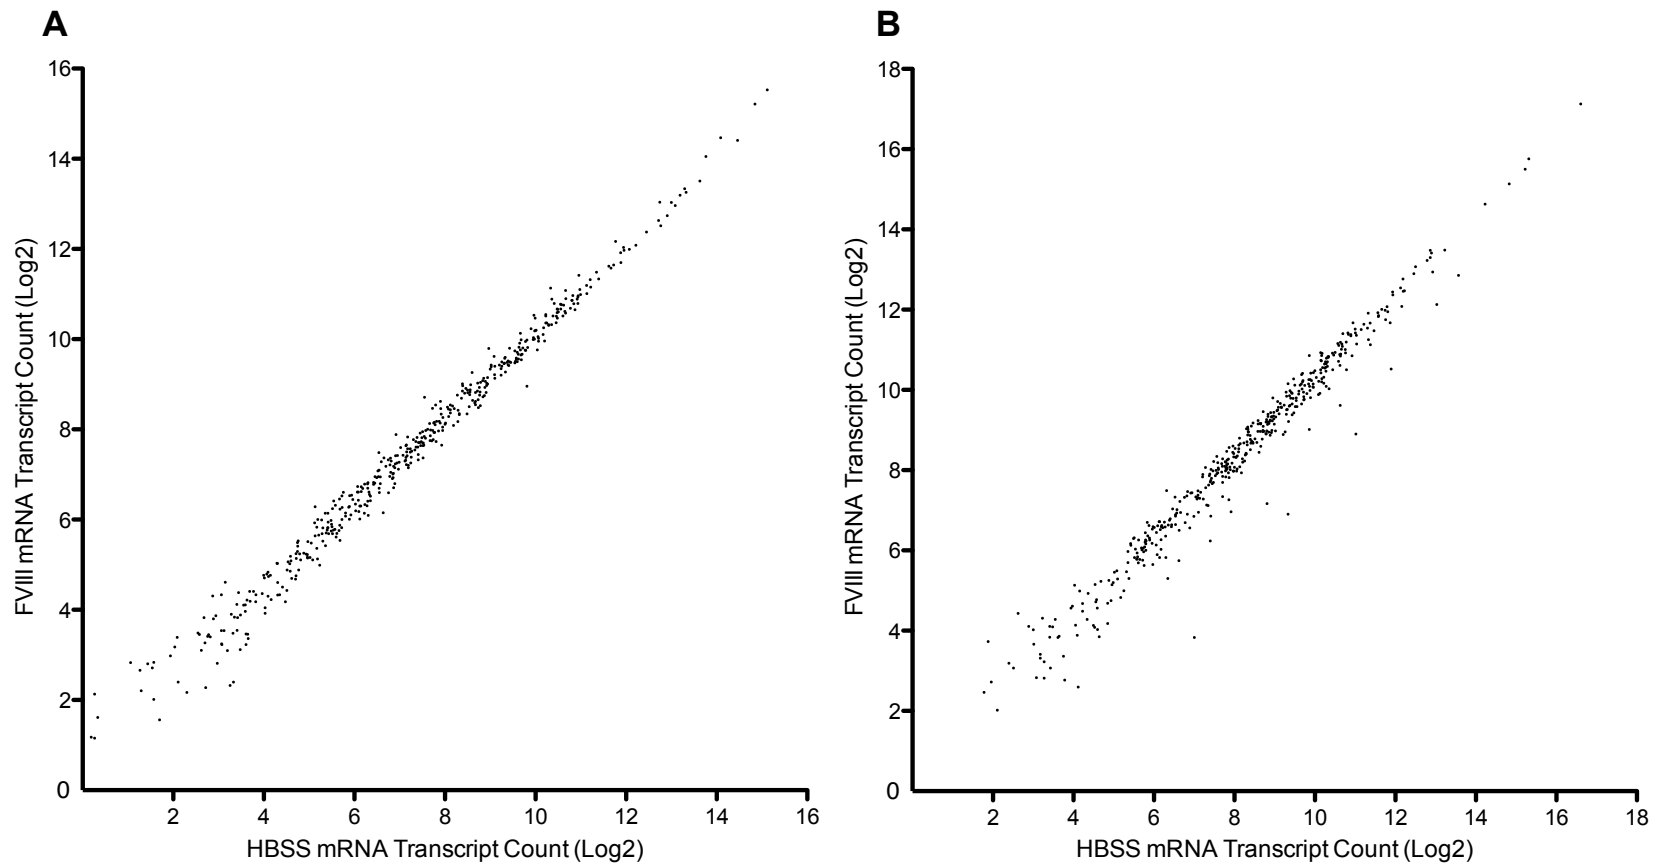 A
16
14
12
10
8
6
4
2
0
FVIII mRNA Transcript Count (Log2)
2 4 6 8 10 12 14 16
HBSS mRNA Transcript Count (Log2)
B
18
16
14
12
10
8
6
4
2
0
FVIII mRNA Transcript Count (Log2)
2 4 6 8 10 12 14 16 18
HBSS mRNA Transcript Count (Log2)